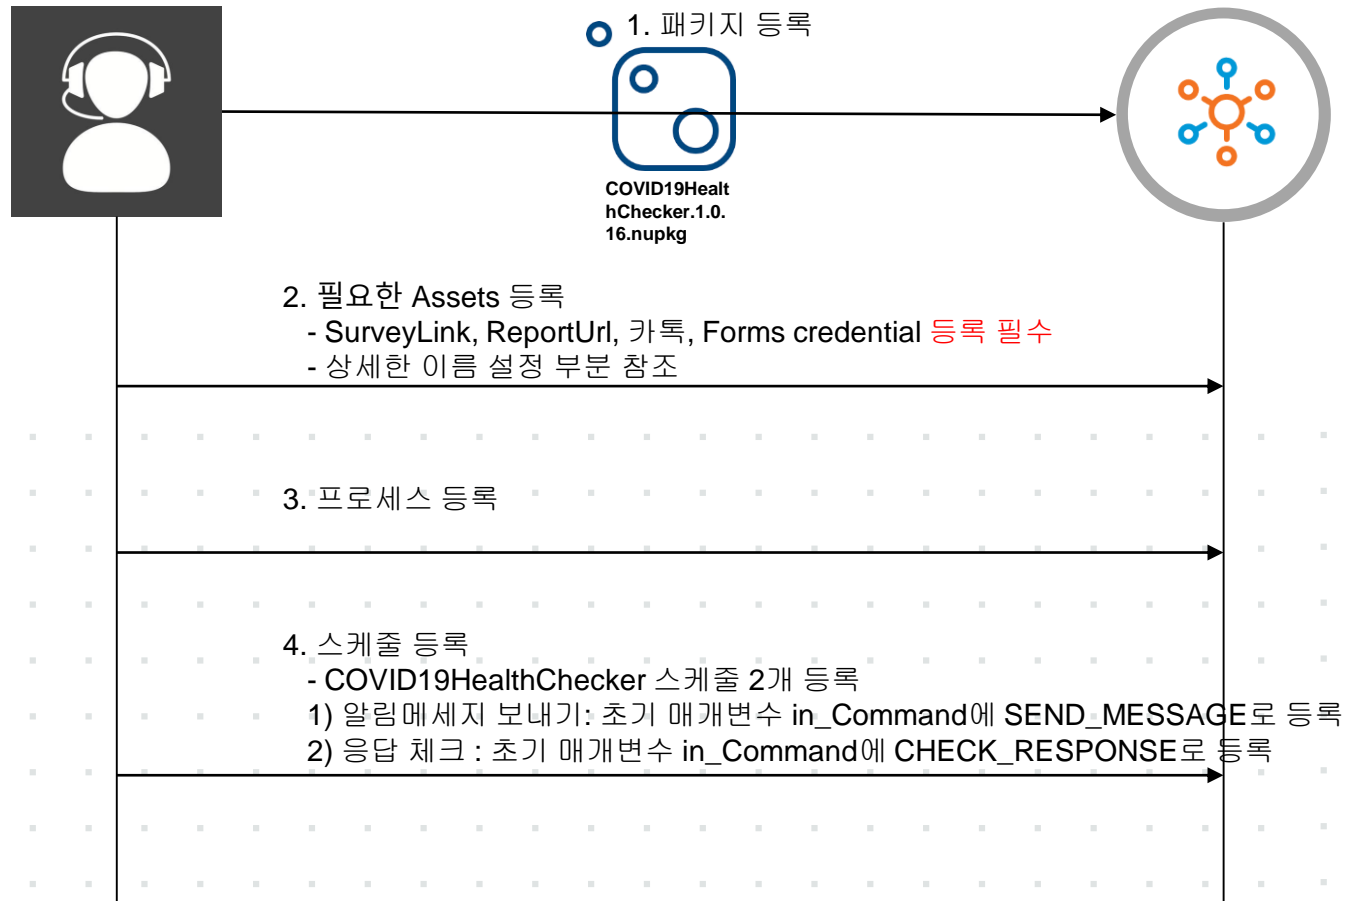 1. 패키지 등록
COVID19Healt
hChecker.1.0.
16.nupkg
2. 필요한 Assets 등록
- SurveyLink, ReportUrl, 카톡, Forms credential 등록 필수
- 상세한 이름 설정 부분 참조
3. 프로세스 등록
4. 스케줄 등록
- COVID19HealthChecker 스케줄 2개 등록
1) 알림메세지 보내기: 초기 매개변수 in_Command에 SEND_MESSAGE로 등록
2) 응답 체크 : 초기 매개변수 in_Command에 CHECK_RESPONSE로 등록